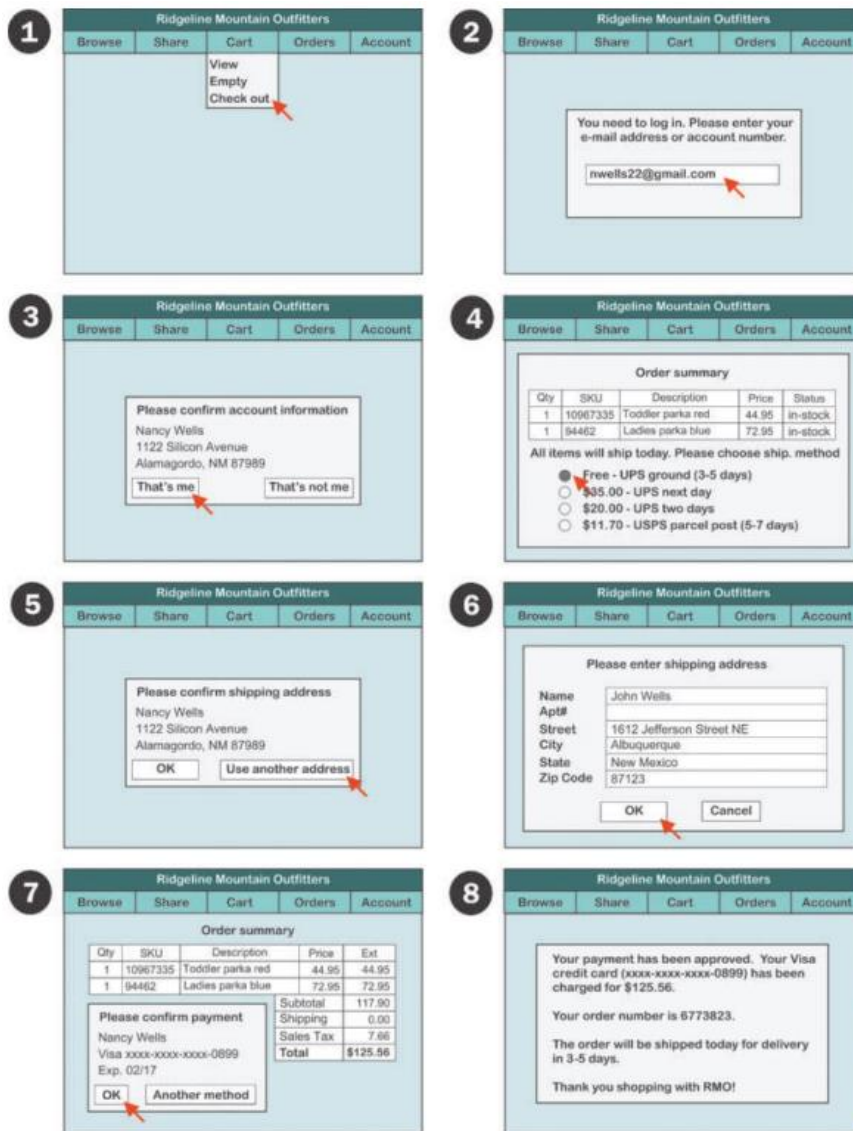 1
Ridgeline Mountain Outfitters
Browse Share Cart Orders Account
View
Empty
Check out
2
Ridgeline Mountain Outfitters
Browse Share Cart Orders Account
You need to log in. Please enter your
e-mail address or account number.
nwells22@gmail.com
3
Ridgeline Mountain Outfitters
Browse Share Cart Orders Account
Please confirm account information
Nancy Wells
1122 Silicon Avenue
Alamagordo, NM 87989
That's me That's not me
4
Ridgeline Mountain Outfitters
Browse Share Cart Orders Account
Order summary
Qty SKU Description Price Status
1 10967335 Toddler parka red 44.95 in-stock
1 94462 Ladies parka blue 72.95 in-stock
All items will ship today. Please choose ship. method
Free - UPS ground (3-5 days)
$35.00 - UPS next day
$20.00 - UPS two days
$11.70 - USPS parcel post (5-7 days)
5
Ridgeline Mountain Outfitters
Browse Share Cart Orders Account
Please confirm shipping address
Nancy Wells
1122 Silicon Avenue
Alamagordo, NM 87989
OK Use another address
6
Ridgeline Mountain Outfitters
Browse Share Cart Orders Account
Please enter shipping address
Name John Wells
Apt#
Street 1612 Jefferson Street NE
City Albuquerque
State New Mexico
Zip Code 87123
OK Cancel
7
Ridgeline Mountain Outfitters
Browse Share Cart Orders Account
Order summary
Qty SKU Description Price Ext
1 10967335 Toddler parka red 44.95 44.95
1 94462 Ladies parka blue 72.95 72.95
Subtotal 117.90
Shipping 0.00
Sales Tax 7.66
Total $125.56
Please confirm payment
Nancy Wells
Visa xxxx-xxxx-xxxx-0899
Exp. 02/17
OK Another method
8
Ridgeline Mountain Outfitters
Browse Share Cart Orders Account
Your payment has been approved. Your Visa
credit card (xxxx-xxxx-xxxx-0899) has been
charged for $125.56.
Your order number is 6773823.
The order will be shipped today for delivery
in 3-5 days.
Thank you shopping with RMO!